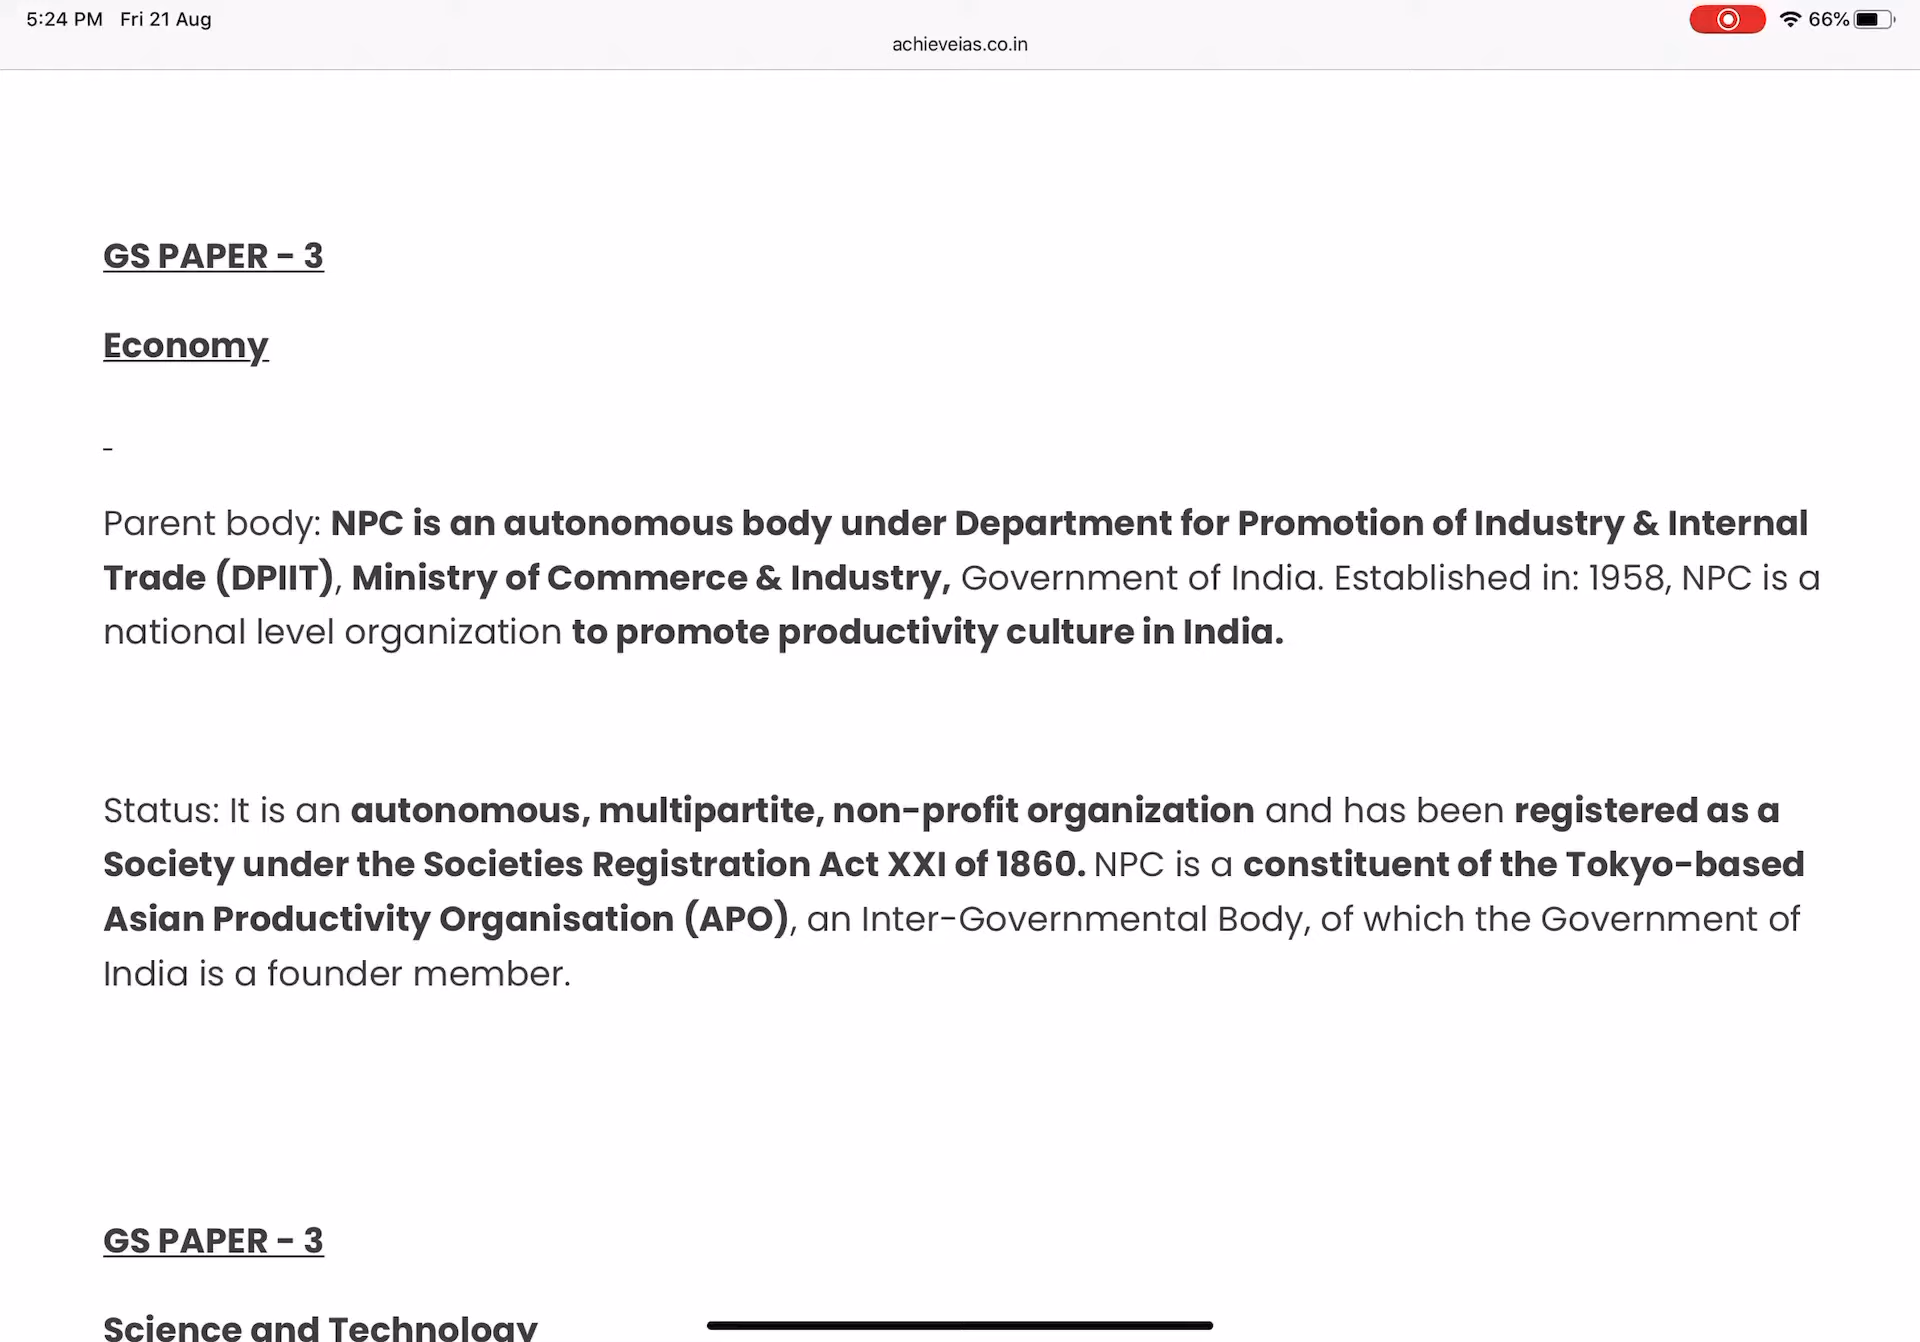 5:24 PM Fri 21 Aug
66%
achieveias.co.in
GS PAPER - 3
Economy
Parent body: NPC is an autonomous body under Department for Promotion of Industry & Internal
Trade (DPIIT), Ministry of Commerce & Industry, Government of India. Established in: 1958, NPC is a
national level organization to promote productivity culture in India.
Status: It is an autonomous, multipartite, non-profit organization and has been registered as a
Society under the Societies Registration Act XXI of 1860. NPC is a constituent of the Tokyo-based
Asian Productivity Organisation (APO), an Inter-Governmental Body, of which the Government of
India is a founder member.
GS PAPER - 3
Science and Technology